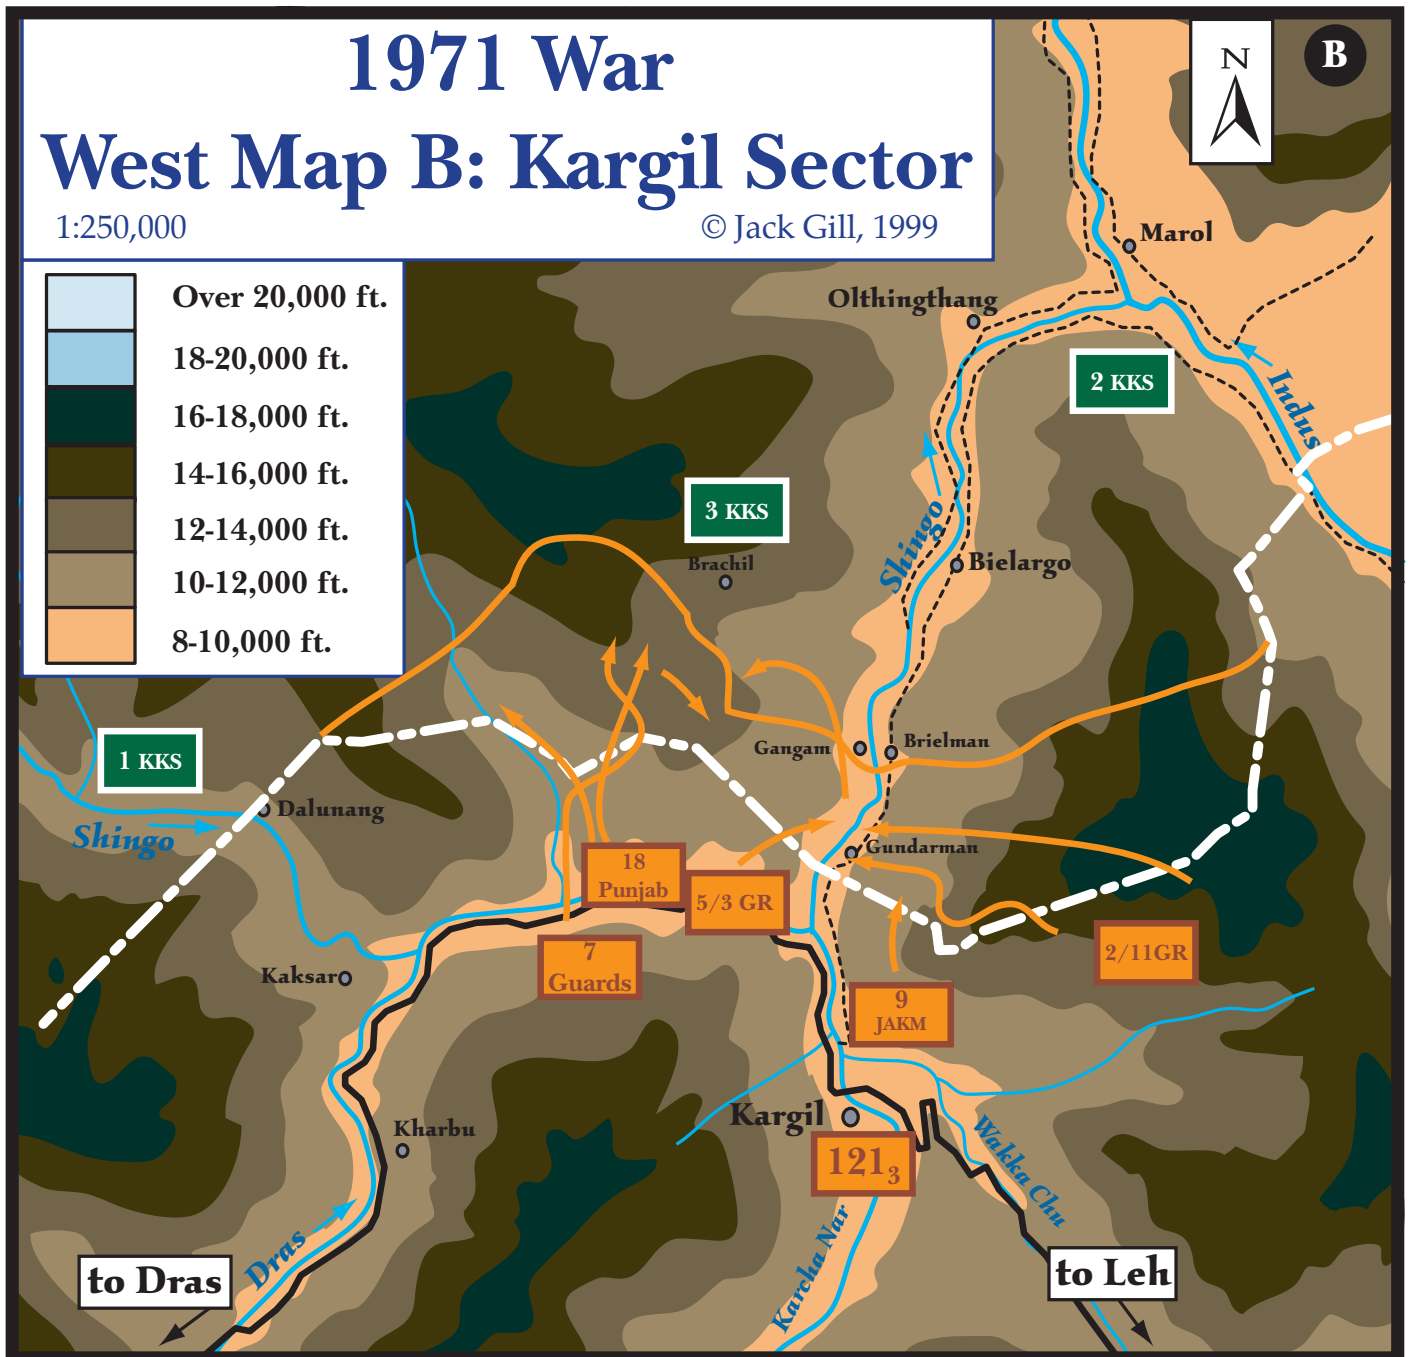 1971 War
West Map B: Kargil Sector
1:250,000
© Jack Gill, 1999
N
B
Over 20,000 ft.
18-20,000 ft.
16-18,000 ft.
14-16,000 ft.
12-14,000 ft.
10-12,000 ft.
8-10,000 ft.
Marol
Olthingthang
2 KKS
Indus
3 KKS
Brachil
Shingo
Bielargo
1 KKS
Gangam
Brielman
Dalunang
Shingo
Gundarman
18
Punjab
5/3 GR
7
Guards
2/11GR
Kaksar
9
JAKM
Kargil
Kharbu
121₃
Wakka Chu
Karcha Nar
Dras
to Dras
to Leh